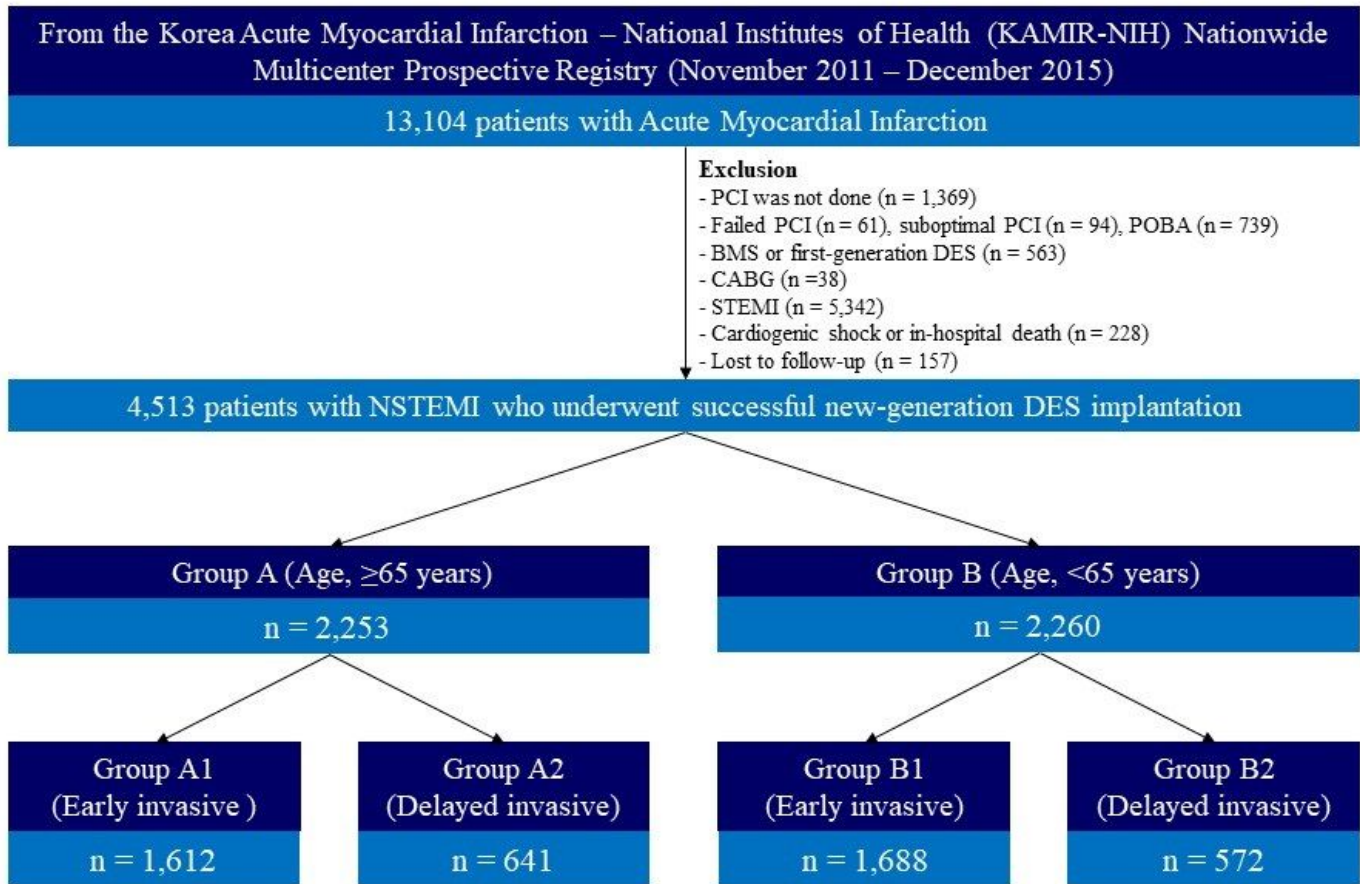 From the Korea Acute Myocardial Infarction – National Institutes of Health (KAMIR-NIH) Nationwide
Multicenter Prospective Registry (November 2011 – December 2015)
13,104 patients with Acute Myocardial Infarction
Exclusion
- PCI was not done (n = 1,369)
- Failed PCI (n = 61), suboptimal PCI (n = 94), POBA (n = 739)
- BMS or first-generation DES (n = 563)
- CABG (n =38)
- STEMI (n = 5,342)
- Cardiogenic shock or in-hospital death (n = 228)
- Lost to follow-up (n = 157)
4,513 patients with NSTEMI who underwent successful new-generation DES implantation
Group A (Age, ≥65 years)
n = 2,253
Group B (Age, <65 years)
n = 2,260
Group A1
(Early invasive )
n = 1,612
Group A2
(Delayed invasive)
n = 641
Group B1
(Early invasive)
n = 1,688
Group B2
(Delayed invasive)
n = 572